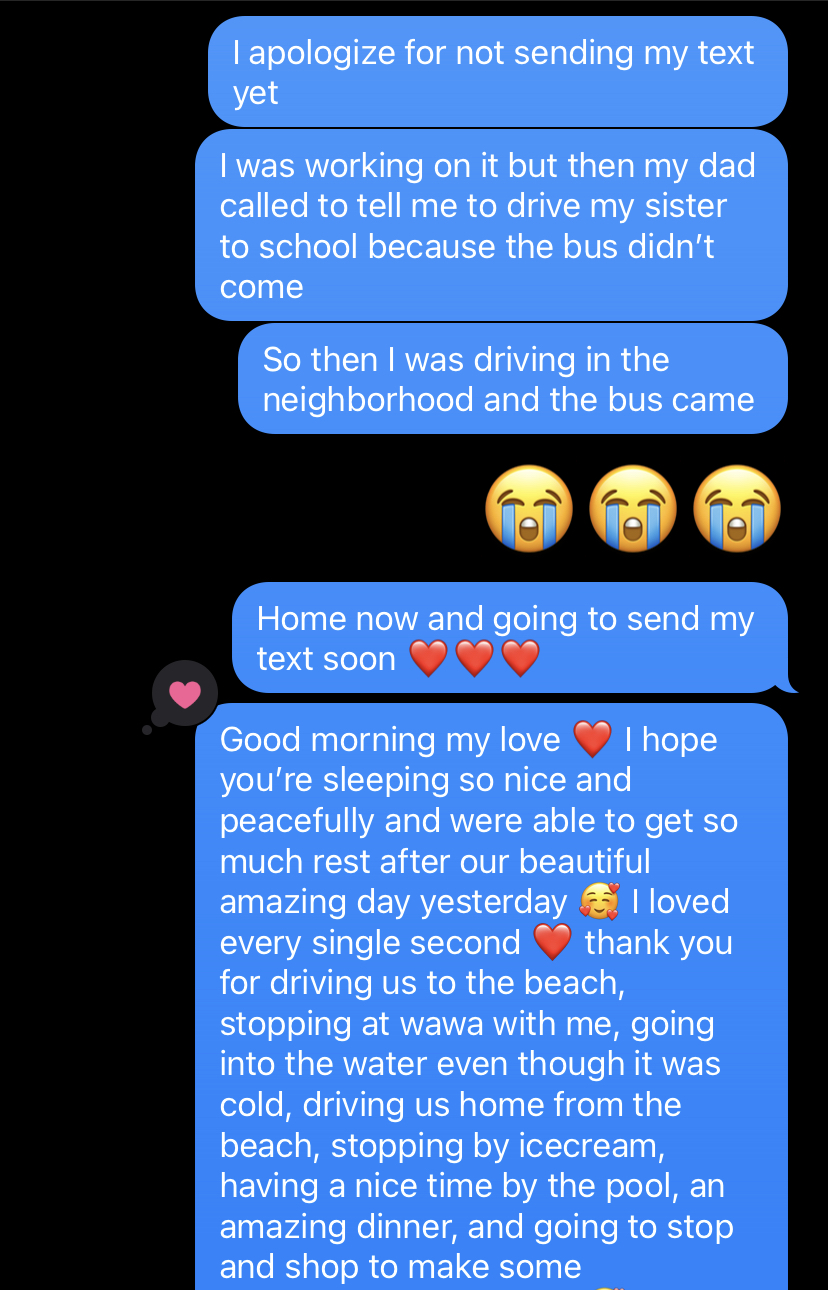 I apologize for not sending my text
yet
I was working on it but then my dad
called to tell me to drive my sister
to school because the bus didn’t
come
So then I was driving in the
neighborhood and the bus came
😭😭😭
Home now and going to send my
text soon ❤️❤️❤️
Good morning my love ❤️ I hope
you’re sleeping so nice and
peacefully and were able to get so
much rest after our beautiful
amazing day yesterday 🥰 I loved
every single second ❤️ thank you
for driving us to the beach,
stopping at wawa with me, going
into the water even though it was
cold, driving us home from the
beach, stopping by icecream,
having a nice time by the pool, an
amazing dinner, and going to stop
and shop to make some